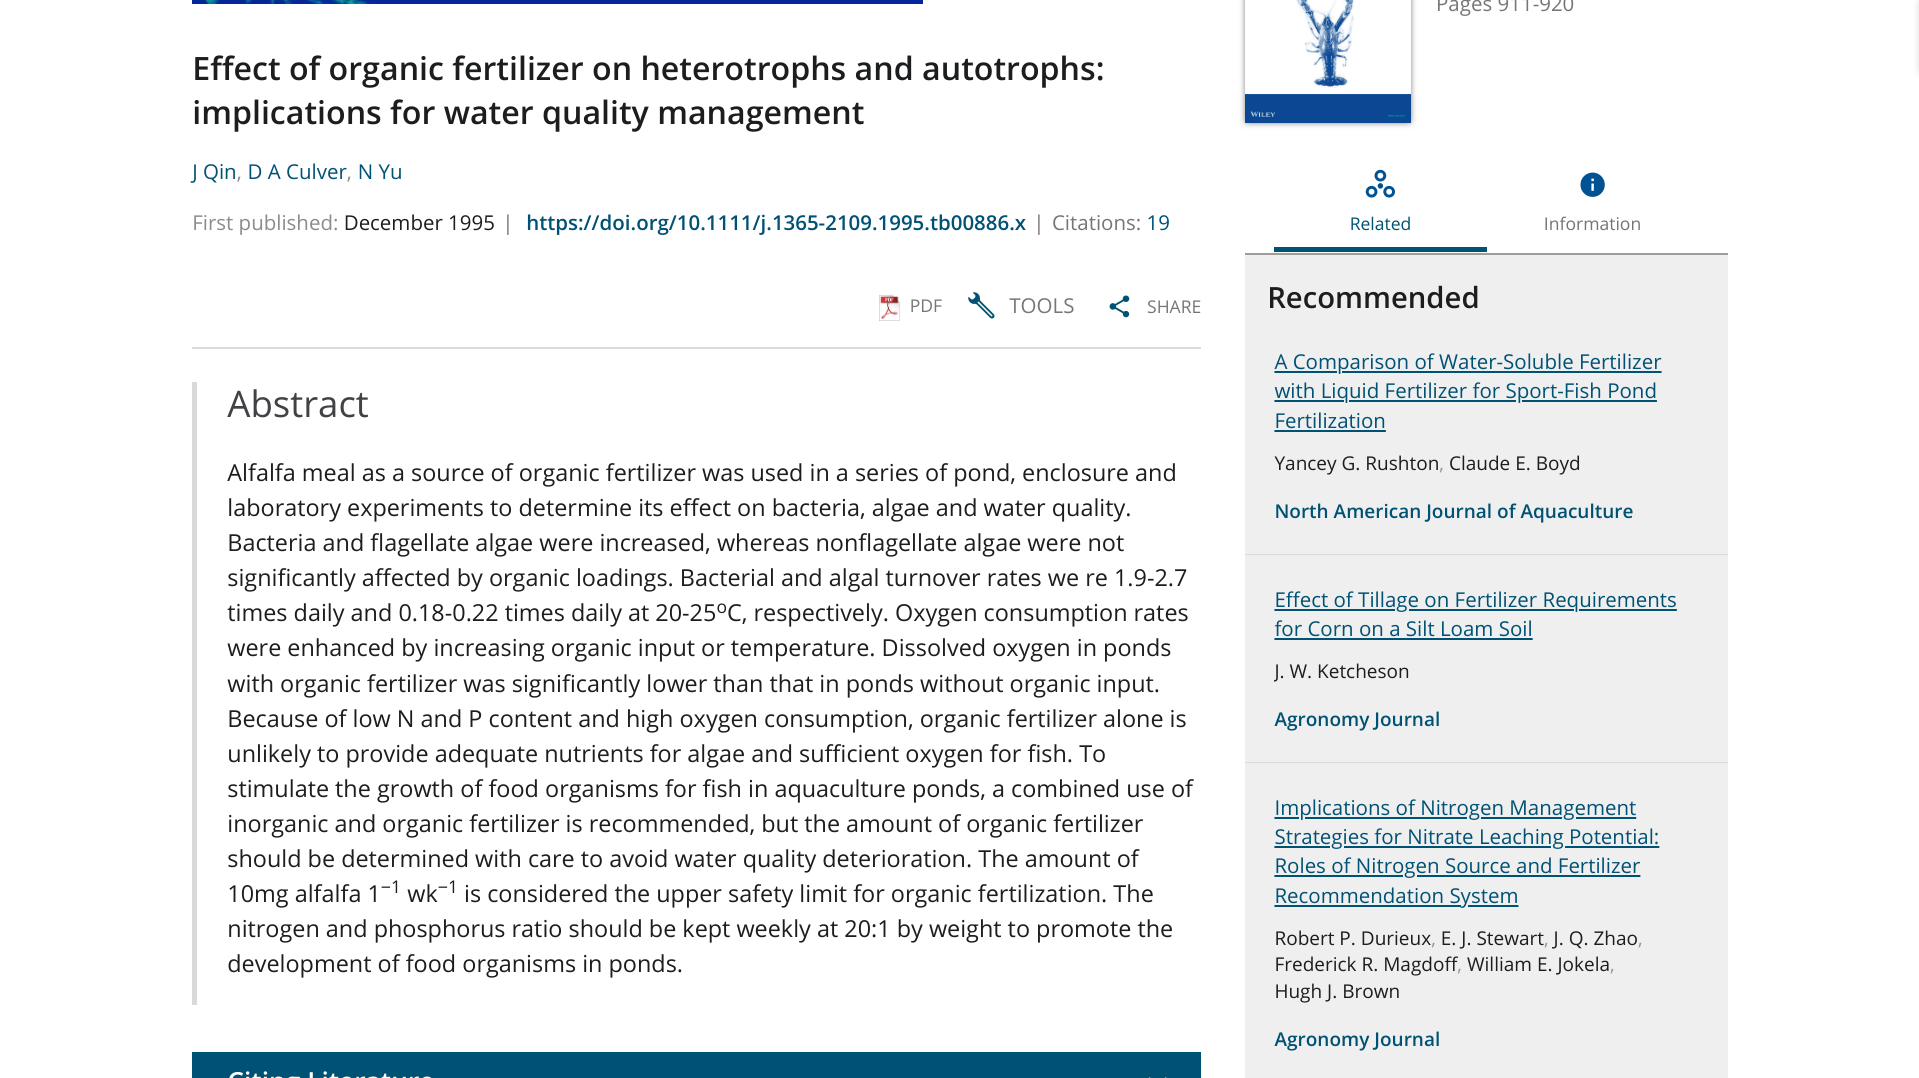 Pages 911-920
Effect of organic fertilizer on heterotrophs and autotrophs:
implications for water quality management
J Qin, D A Culver, N Yu
First published: December 1995 | https://doi.org/10.1111/j.1365-2109.1995.tb00886.x | Citations: 19
PDF TOOLS SHARE
Abstract
Alfalfa meal as a source of organic fertilizer was used in a series of pond, enclosure and
laboratory experiments to determine its effect on bacteria, algae and water quality.
Bacteria and flagellate algae were increased, whereas nonflagellate algae were not
significantly affected by organic loadings. Bacterial and algal turnover rates we re 1.9-2.7
times daily and 0.18-0.22 times daily at 20-25⁰C, respectively. Oxygen consumption rates
were enhanced by increasing organic input or temperature. Dissolved oxygen in ponds
with organic fertilizer was significantly lower than that in ponds without organic input.
Because of low N and P content and high oxygen consumption, organic fertilizer alone is
unlikely to provide adequate nutrients for algae and sufficient oxygen for fish. To
stimulate the growth of food organisms for fish in aquaculture ponds, a combined use of
inorganic and organic fertilizer is recommended, but the amount of organic fertilizer
should be determined with care to avoid water quality deterioration. The amount of
10mg alfalfa 1⁻¹ wk⁻¹ is considered the upper safety limit for organic fertilization. The
nitrogen and phosphorus ratio should be kept weekly at 20:1 by weight to promote the
development of food organisms in ponds.
Citing Literature
WILEY
Related
Information
Recommended
A Comparison of Water-Soluble Fertilizer
with Liquid Fertilizer for Sport-Fish Pond
Fertilization
Yancey G. Rushton, Claude E. Boyd
North American Journal of Aquaculture
Effect of Tillage on Fertilizer Requirements
for Corn on a Silt Loam Soil
J. W. Ketcheson
Agronomy Journal
Implications of Nitrogen Management
Strategies for Nitrate Leaching Potential:
Roles of Nitrogen Source and Fertilizer
Recommendation System
Robert P. Durieux, E. J. Stewart, J. Q. Zhao,
Frederick R. Magdoff, William E. Jokela,
Hugh J. Brown
Agronomy Journal